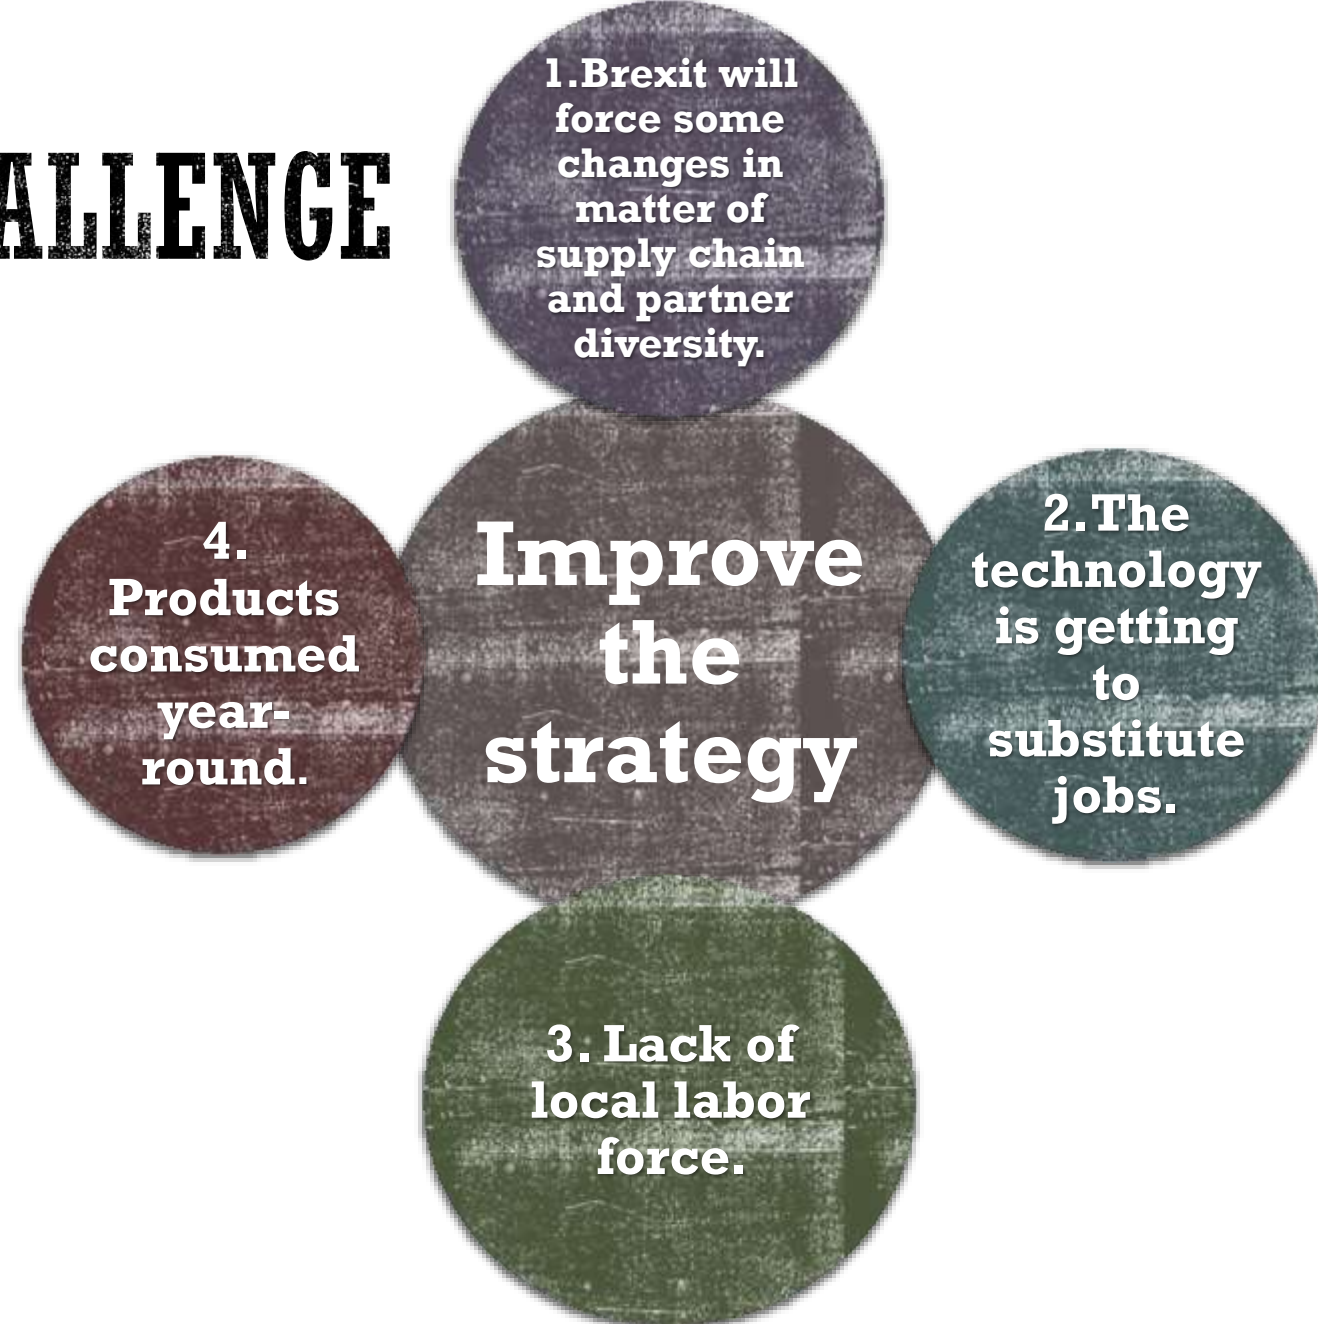 ALLENGE
1.Brexit will
force some
changes in
matter of
supply chain
and partner
diversity.
Improve
the
strategy
2.The
technology
is getting
to
substitute
jobs.
3. Lack of
local labor
force.
4.
Products
consumed
year-
round.